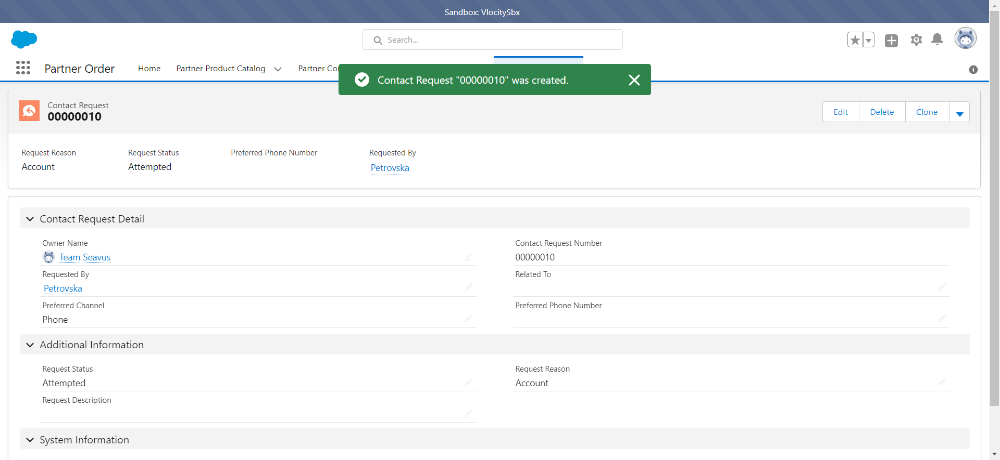 Sandbox: VlocitySbx
Search...
Partner Order
Home
Partner Product Catalog
Partner Co
Contact Request "00000010" was created.
Contact Request
00000010
Edit
Delete
Clone
Request Reason
Request Status
Preferred Phone Number
Requested By
Account
Attempted
Petrovska
Contact Request Detail
Owner Name
Contact Request Number
Team Seavus
00000010
Requested By
Related To
Petrovska
Preferred Channel
Preferred Phone Number
Phone
Additional Information
Request Status
Request Reason
Attempted
Account
Request Description
System Information